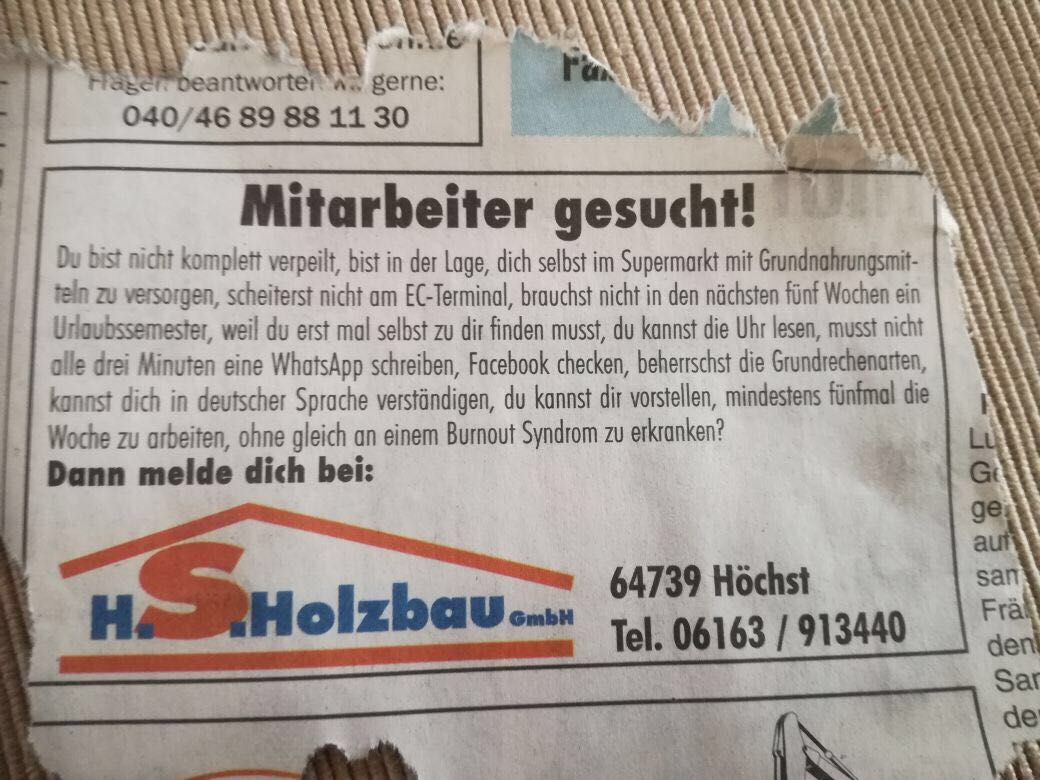 beantworten gerne:
040/46 89 88 11 30
Mitarbeiter gesucht!
Du bist nicht komplett verpeilt, bist in der Lage, dich selbst im Supermarkt mit Grundnahrungsmit-
teln zu versorgen, scheiterst nicht am EC-Terminal, brauchst nicht in den nächsten fünf Wochen ein
Urlaubssemester, weil du erst mal selbst zu dir finden musst, du kannst die Uhr lesen, musst nicht
alle drei Minuten eine WhatsApp schreiben, Facebook checken, beherrschst die Grundrechenarten,
kannst dich in deutscher Sprache verständigen, du kannst dir vorstellen, mindestens fünfmal die
Woche zu arbeiten, ohne gleich an einem Burnout Syndrom zu erkranken?
Dann melde dich bei:
H.S.Holzbau GmbH
64739 Höchst
Tel. 06163 / 913440